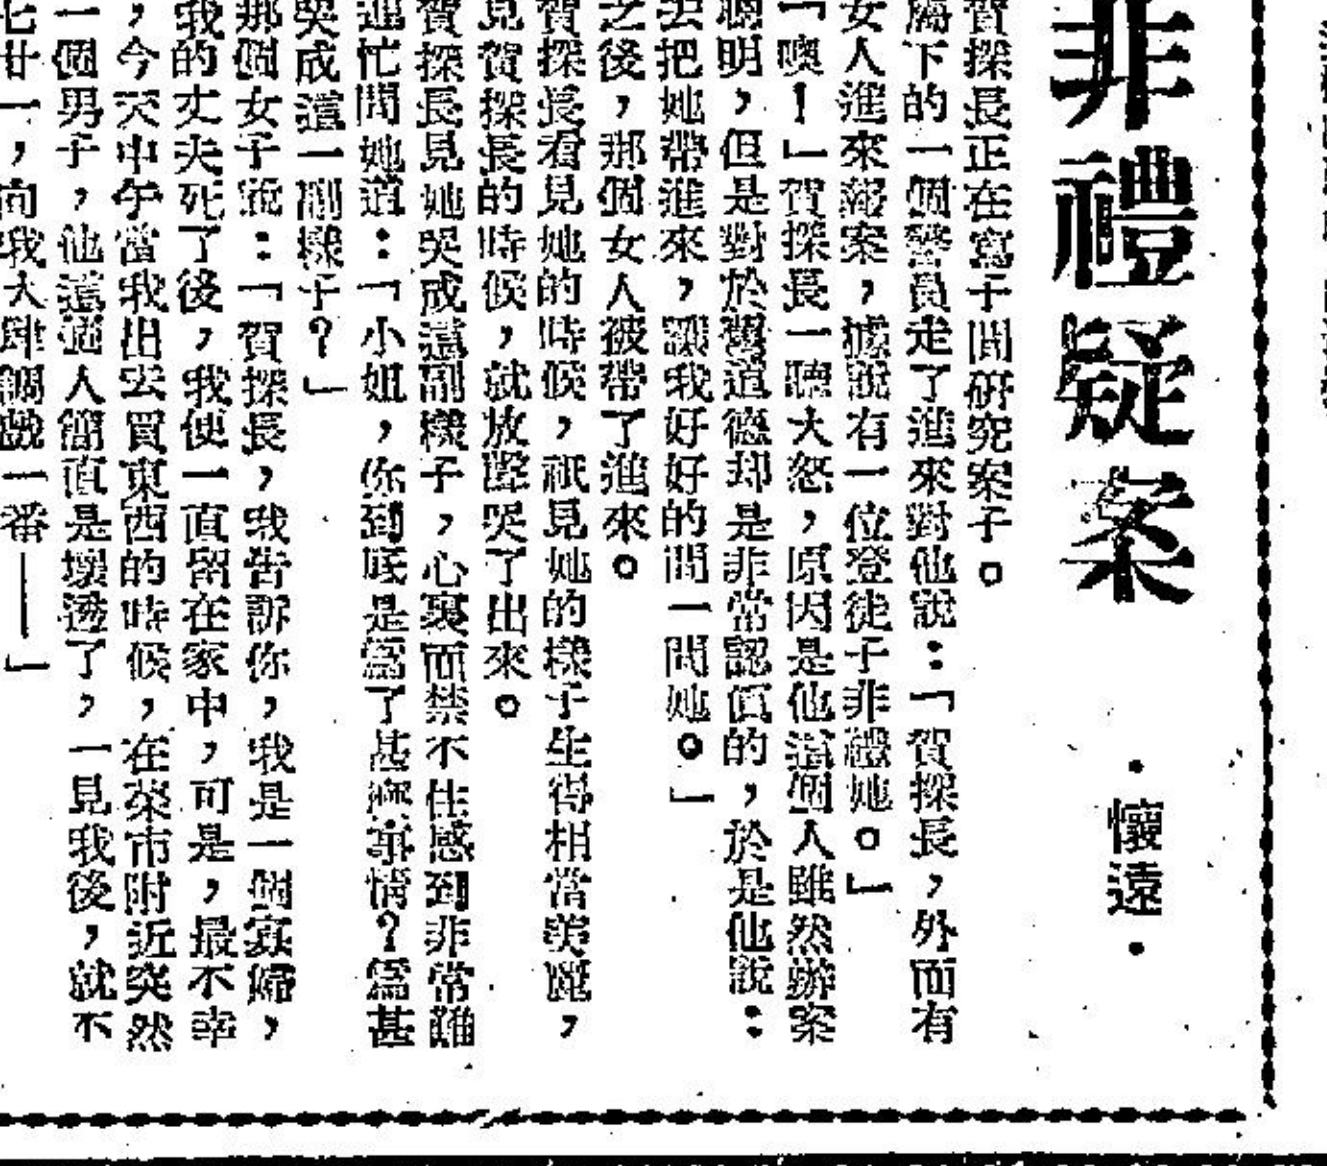 非禮疑案
·懷遠·
賀探長正在寫字間研究案子。
屬下的一個警員走了進來對他說：「賀探長，外面有
女人進來報案，據說有一位登徒子非禮她。」
「噢！」賀探長一聽大怒，原因是他這個人雖然辦案
聰明，但是對於道德却是非常認眞的，於是他說：
去把她帶進來，讓我好好的問一問她。」
之後，那個女人被帶了進來。
賀探長看見她的時候，祇見她的樣子生得相當美麗，
見賀探長的時候，就放聲哭了出來。
賀探長見她哭成這副樣子，心裏面禁不住感到非常難
連忙問她道：「小姐，你到底是爲了甚麽事情？爲甚
哭成這一副樣子？」
那個女子說：「賀探長，我告訴你，我是一個寡婦，
我的丈夫死了後，我便一直留在家中，可是，最不幸
，今天中午當我出去買東西的時候，在菜市附近突然
一個男子，他這個人簡直是壞透了，一見我後，就不
七廿一，向我大肆調戲一番——」